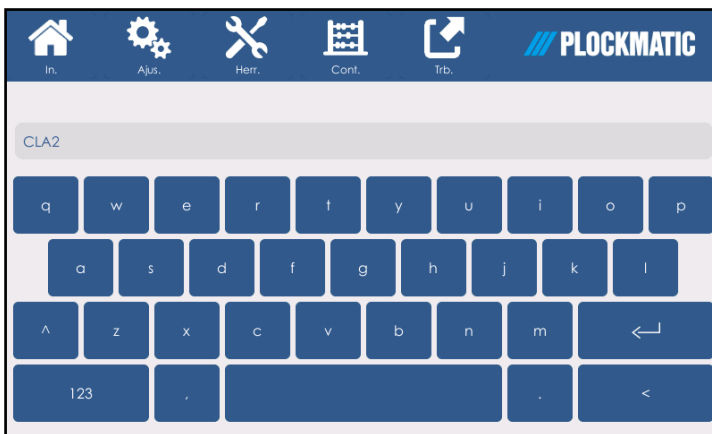 In. Ajus. Herr. Cont. Trb. PLOCKMATIC
CLA2
q w e r t y u i o p
a s d f g h j k l
^ z x c v b n m
123 , . <